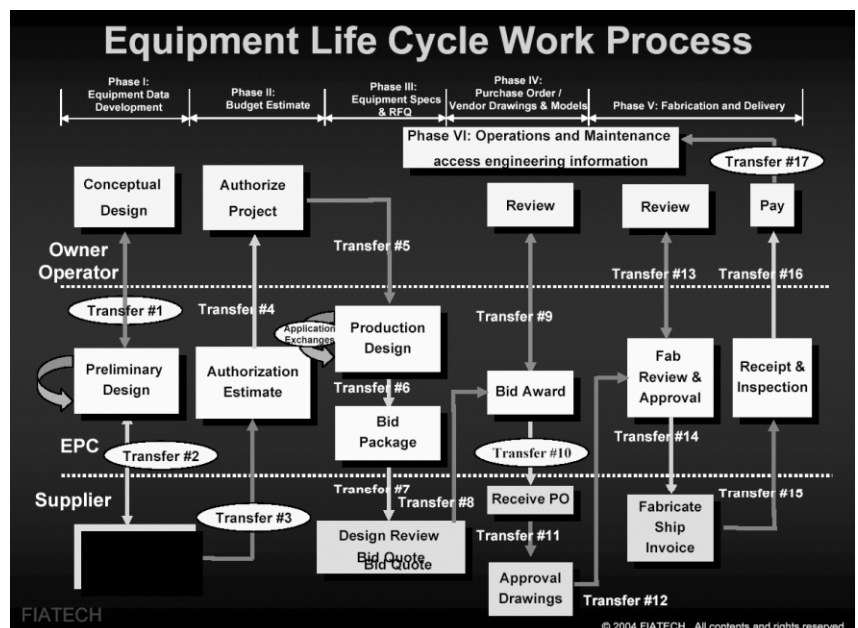 Equipment Life Cycle Work Process
Phase I:
Equipment Data
Development
Phase II:
Budget Estimate
Phase III:
Equipment Specs
& RFQ
Phase IV:
Purchase Order /
Vendor Drawings & Models
Phase V: Fabrication and Delivery
Phase VI: Operations and Maintenance
access engineering information
Transfer #17
Conceptual
Design
Authorize
Project
Review
Review
Pay
Owner
Operator
Transfer #5
Transfer #13
Transfer #16
Transfer #1
Transfer #4
Application
Exchanges
Production
Design
Transfer #9
Preliminary
Design
Authorization
Estimate
Transfer #6
Bid Award
Fab
Review &
Approval
Receipt &
Inspection
EPC
Transfer #2
Bid
Package
Transfer #10
Transfer #14
Supplier
Transfer #3
Transfer #7
Transfer #8
Receive PO
Transfer #15
Design Review
Bid Quote
Bid Quote
Transfer #11
Fabricate
Ship
Invoice
Approval
Drawings
Transfer #12
FIATECH
© 2004 FIATECH. All contents and rights reserved